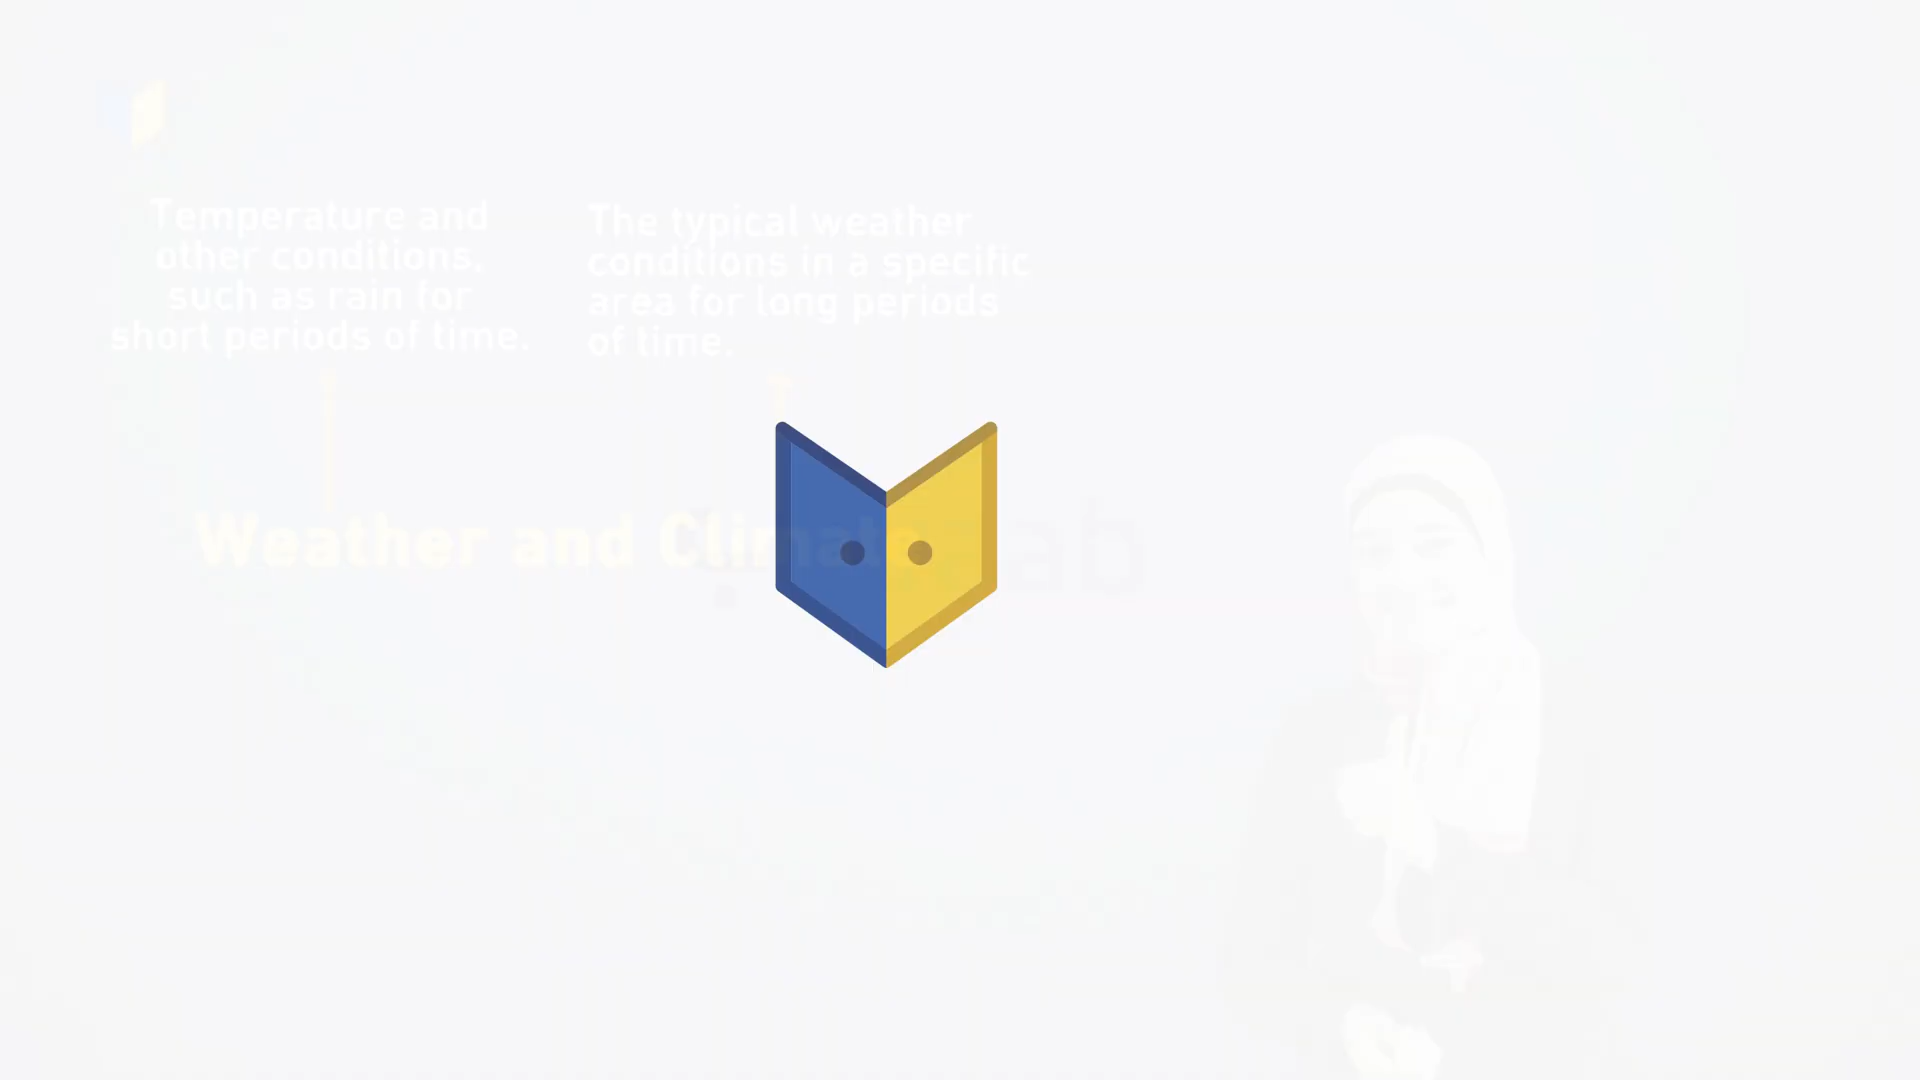 Temperature and
other conditions,
such as rain for
short periods of time.
The typical weather
conditions in a specific
area for long periods
of time.
Weather and Climate